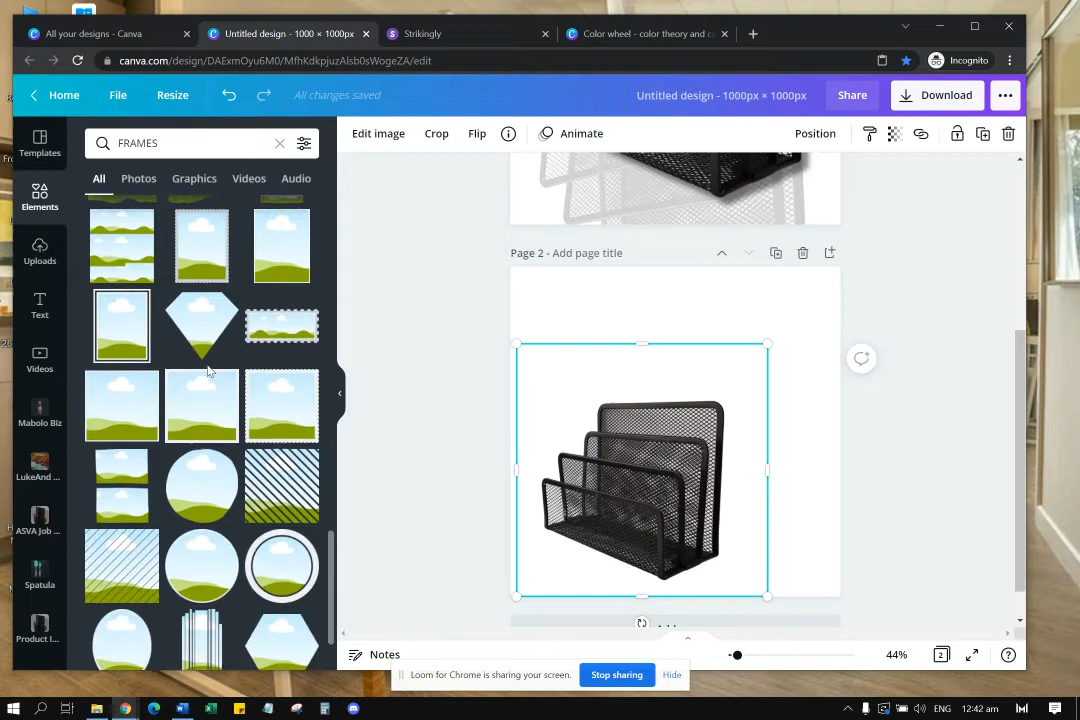 All your designs - Canva
Untitled design - 1000 × 1000px
Strikingly
Color wheel - color theory and c
canva.com/design/DAExmOyu6M0/MfhKdkpjuzAlsb0sWogeZA/edit
Incognito
Home
File
Resize
All changes saved
Untitled design - 1000px × 1000px
Share
Download
Templates
FRAMES
Edit image
Crop
Flip
Animate
Position
All
Photos
Graphics
Videos
Audio
Elements
Uploads
Text
Videos
Mabolo Biz
LukeAnd ...
ASVA Job ...
Spatula
Product I...
Page 2 - Add page title
Notes
44%
2
Loom for Chrome is sharing your screen.
Stop sharing
Hide
ENG
12:42 am